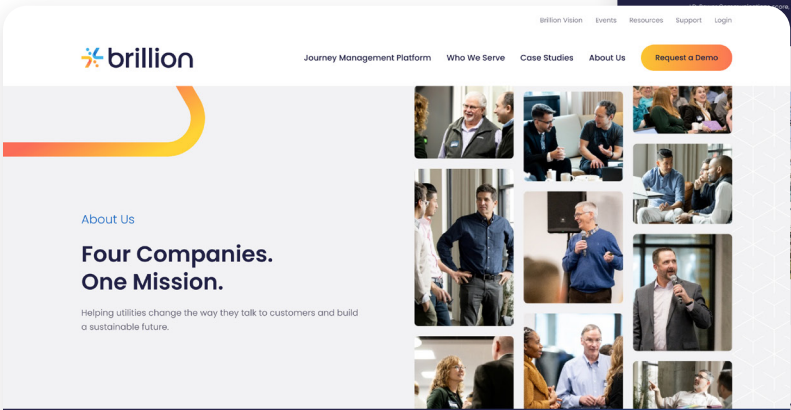 Brillion Vision Events Resources Support Login
brillion
Journey Management Platform Who We Serve Case Studies About Us Request a Demo
About Us
Four Companies.
One Mission.
Helping utilities change the way they talk to customers and build
a sustainable future.